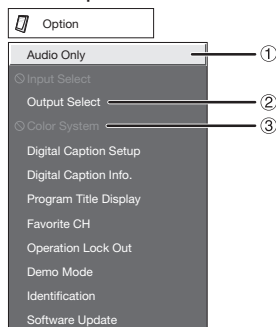 Option
Audio Only ①
Input Select
Output Select ②
Color System ③
Digital Caption Setup
Digital Caption Info.
Program Title Display
Favorite CH
Operation Lock Out
Demo Mode
Identification
Software Update